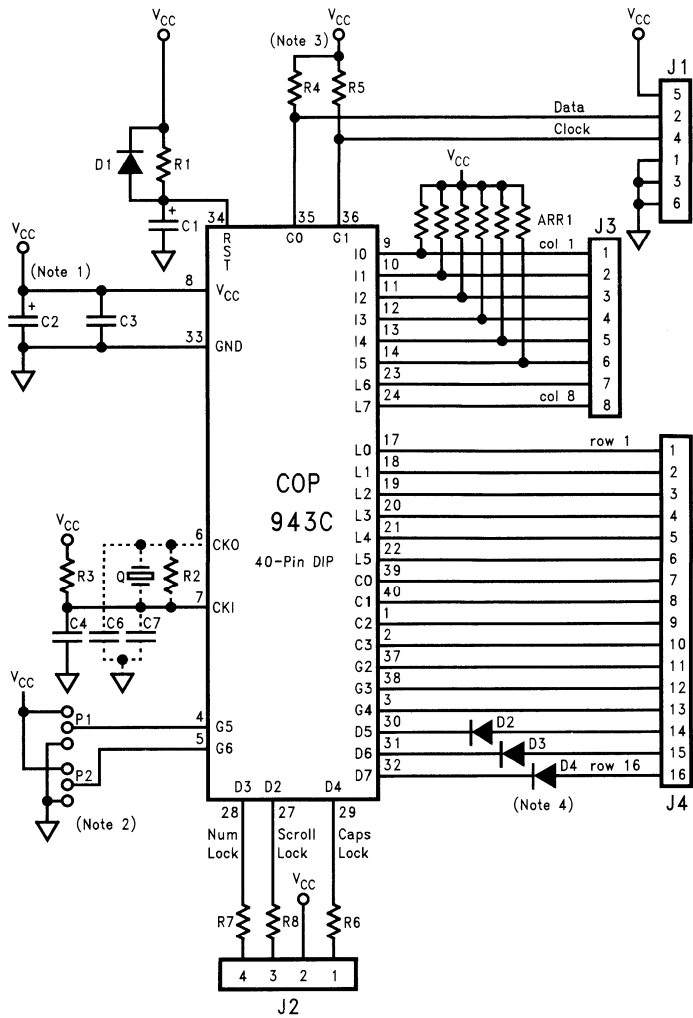 VCC
VCC
VCC
(Note 3)
J1
R4
R5
5
Data
2
Clock
4
D1
R1
VCC
1
3
6
C1
ARR1
34
35
36
J3
RST
G0
G1
VCC
(Note 1)
9
I0
col 1
1
10
I1
2
8
VCC
11
I2
3
C2
C3
12
I3
4
33
GND
13
I4
5
14
I5
6
23
L6
7
24
L7
col 8
8
17
L0
row 1
1
18
L1
2
COP
943C
40-Pin DIP
19
L2
3
20
L3
4
21
L4
5
22
L5
6
39
C0
7
40
C1
8
1
C2
9
2
C3
10
37
G2
11
38
G3
12
3
G4
13
30
D5
D2
14
31
D6
D3
15
32
D7
D4
row 16
16
(Note 4)
J4
VCC
6
CKO
R3
Q
R2
7
CKI
C4
C6
C7
VCC
P1
4
G5
5
G6
P2
(Note 2)
D3
D2
D4
28
27
29
Num Lock
Scroll Lock
Caps Lock
VCC
R7
R8
R6
4
3
2
1
J2